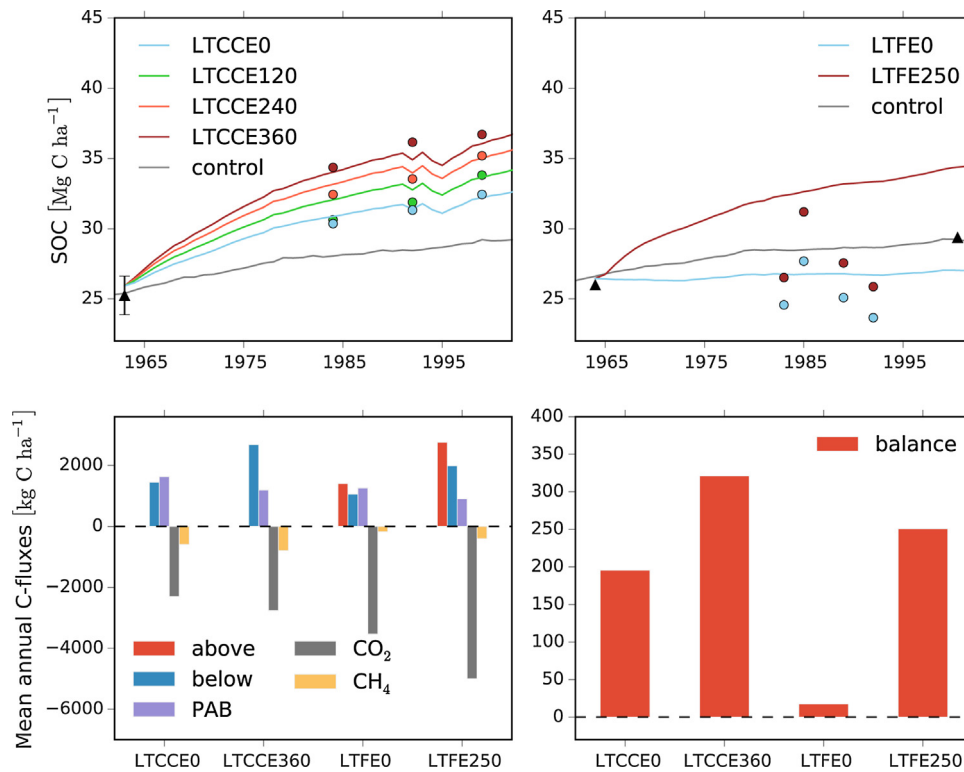 45
40
35
30
25
SOC [Mg C ha⁻¹]
LTCCE0
LTCCE120
LTCCE240
LTCCE360
control
1965 1975 1985 1995
45
40
35
30
25
LTFE0
LTFE250
control
1965 1975 1985 1995
Mean annual C-fluxes [kg C ha⁻¹]
2000
0
−2000
−4000
−6000
above
below
PAB
CO₂
CH₄
LTCCE0 LTCCE360 LTFE0 LTFE250
400
350
300
250
200
150
100
50
0
balance
LTCCE0 LTCCE360 LTFE0 LTFE250